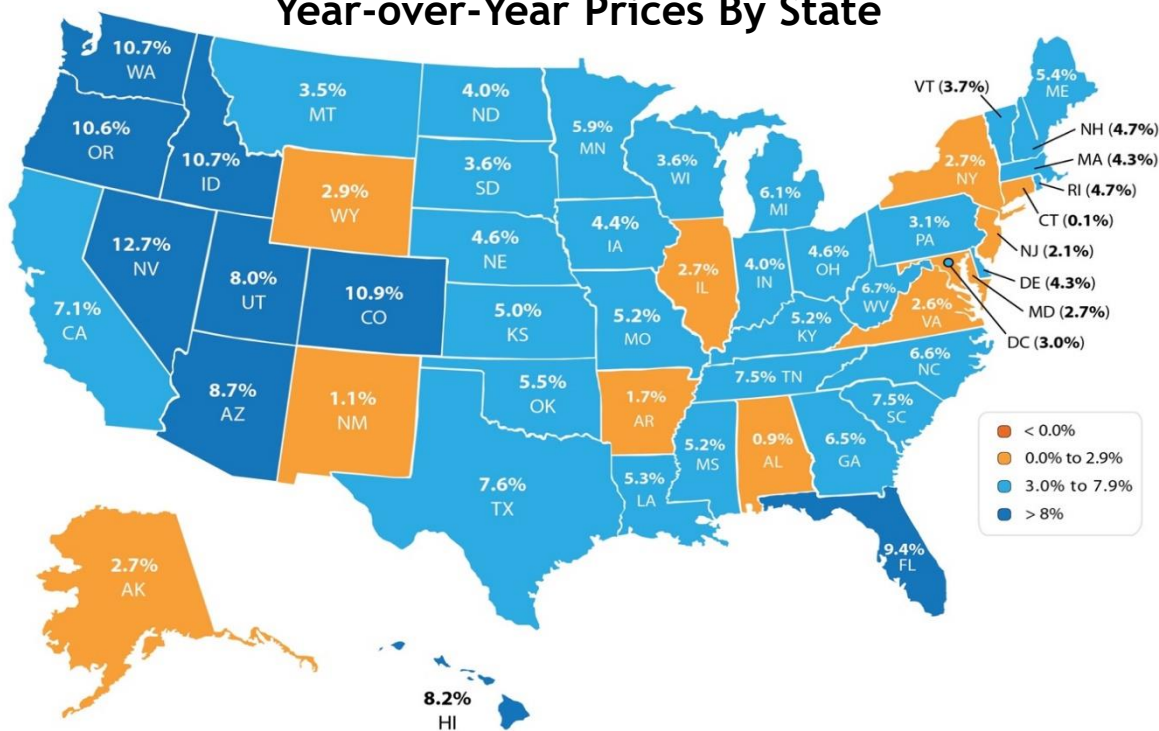 Year-over-Year Prices By State
10.7%
WA
10.6%
OR
10.7%
ID
3.5%
MT
4.0%
ND
5.9%
MN
3.6%
SD
3.6%
WI
6.1%
MI
2.9%
WY
12.7%
NV
8.0%
UT
10.9%
CO
4.6%
NE
4.4%
IA
7.1%
CA
5.0%
KS
5.2%
MO
2.7%
IL
4.0%
IN
4.6%
OH
6.7%
WV
5.2%
KY
3.1%
PA
2.7%
NY
5.4%
ME
VT (3.7%)
NH (4.7%)
MA (4.3%)
RI (4.7%)
CT (0.1%)
NJ (2.1%)
DE (4.3%)
MD (2.7%)
DC (3.0%)
2.6%
VA
6.6%
NC
7.5% TN
7.5%
SC
8.7%
AZ
1.1%
NM
5.5%
OK
1.7%
AR
5.2%
MS
0.9%
AL
6.5%
GA
7.6%
TX
5.3%
LA
9.4%
FL
2.7%
AK
8.2%
HI
< 0.0%
0.0% to 2.9%
3.0% to 7.9%
> 8%